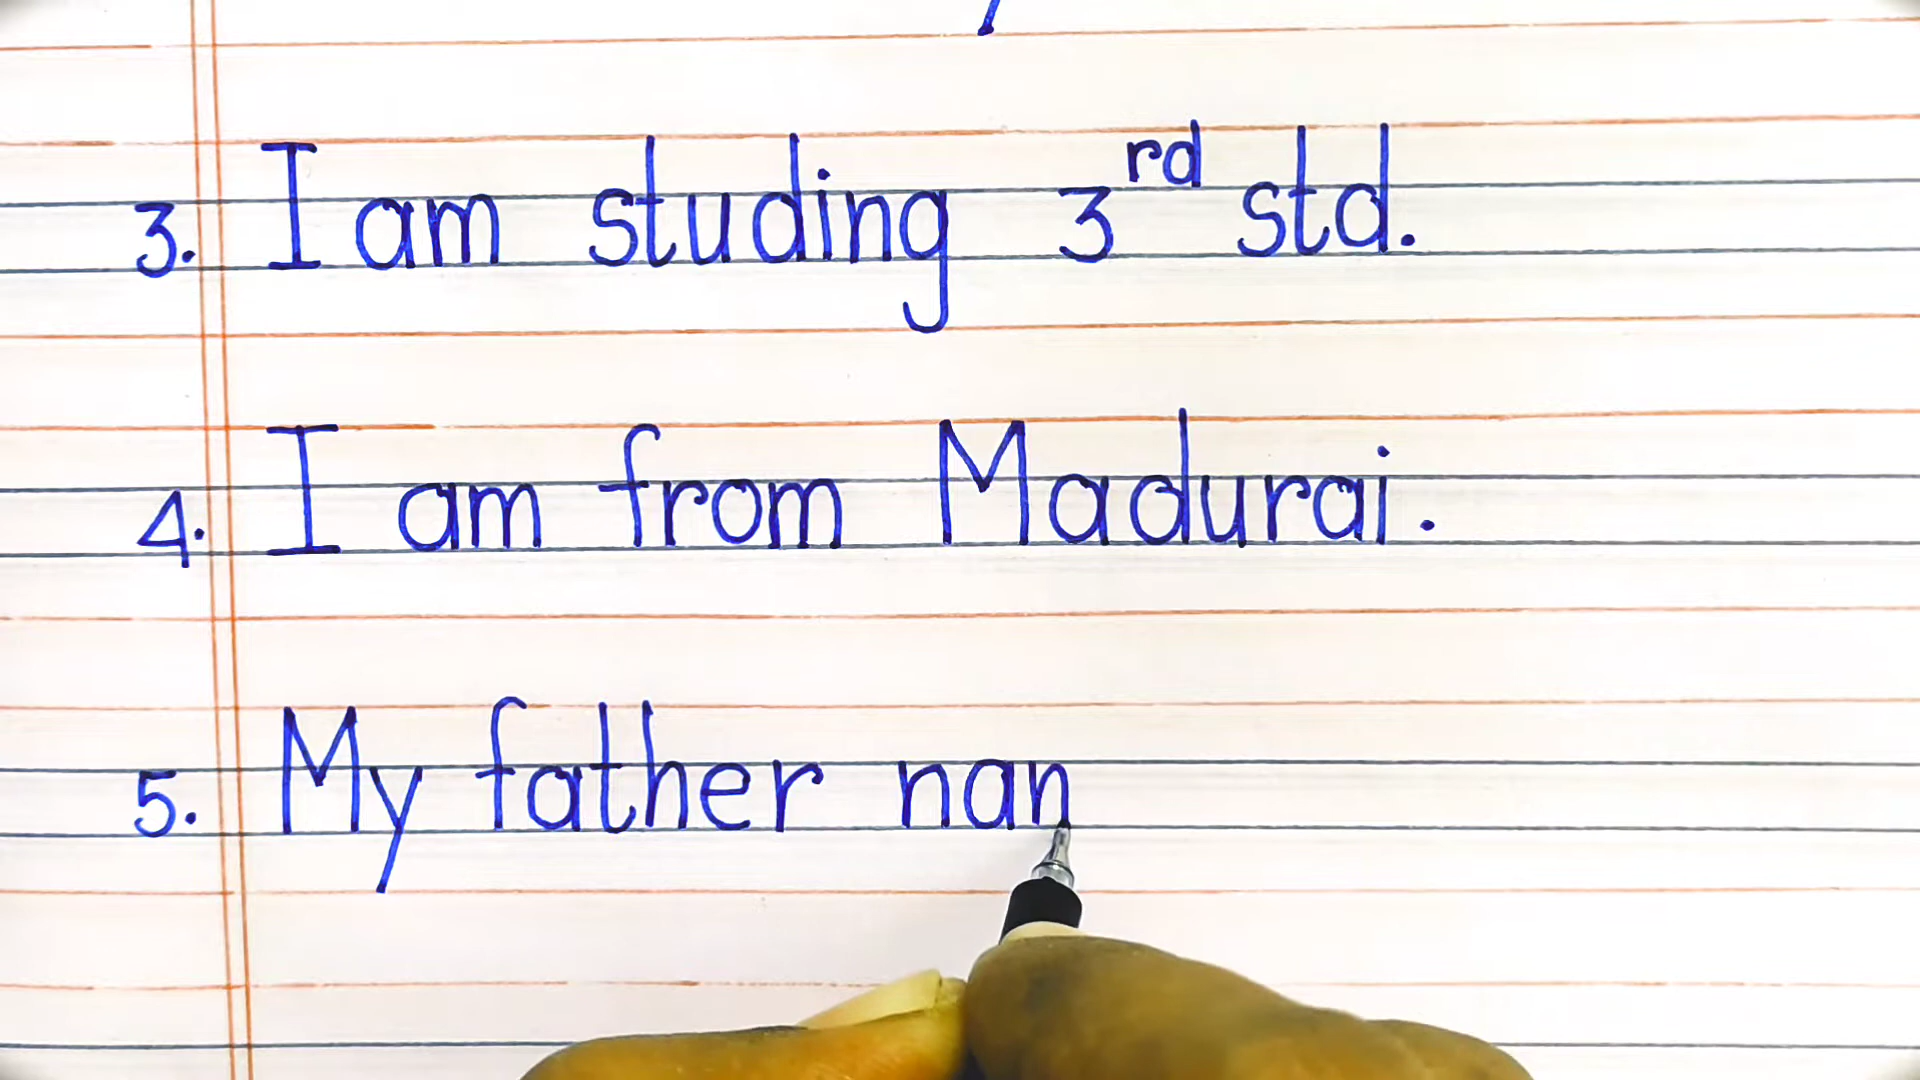 3. I am studing 3rd std.
4. I am from Madurai.
5. My father nan